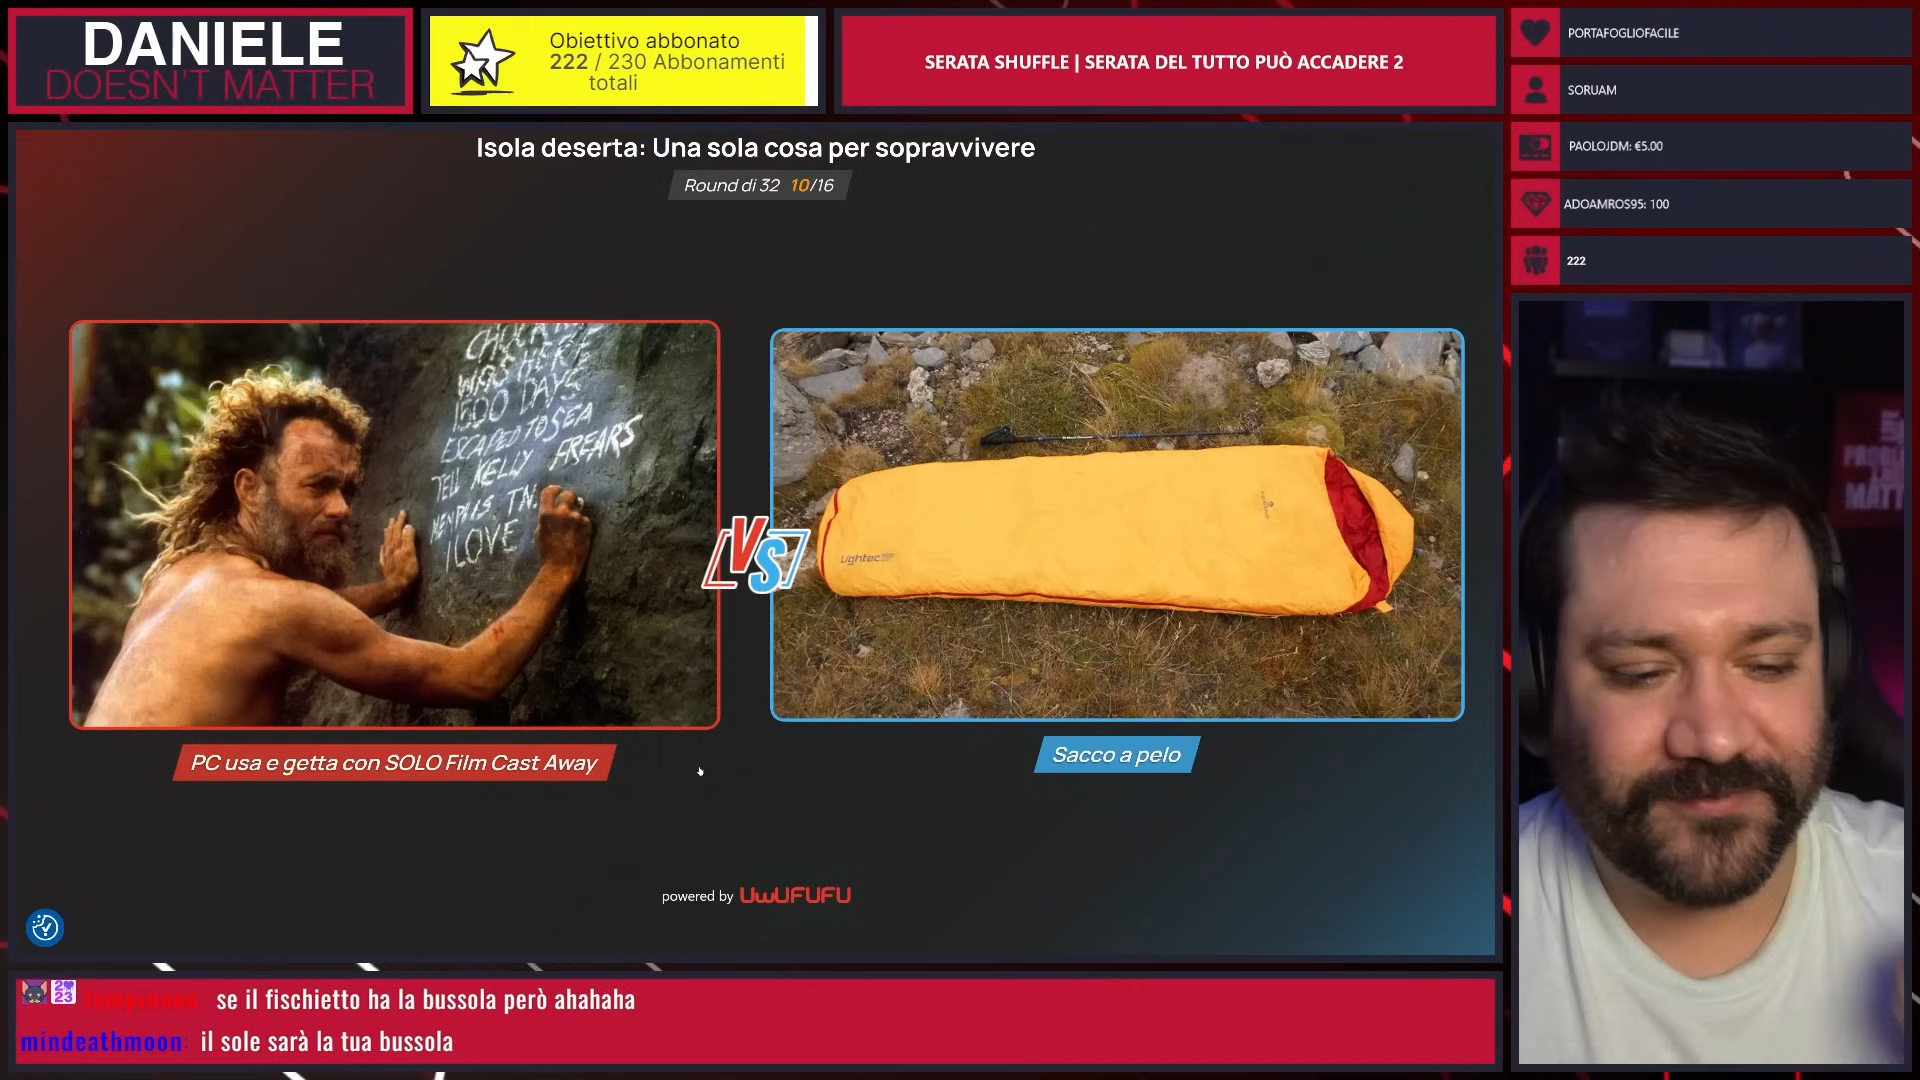 DANIELE
DOESN'T MATTER
Obiettivo abbonato
222 / 230 Abbonamenti
totali
SERATA SHUFFLE | SERATA DEL TUTTO PUÒ ACCADERE 2
PORTAFOGLIOFACILE
SORUAM
PAOLOJDM: €5.00
ADOAMROS95: 100
222
Isola deserta: Una sola cosa per sopravvivere
Round di 32 10/16
WAS HERE
1500 DAYS
ESCAPED TO SEA
TELL KELLY FREARS
MEMPHIS TN.
I LOVE
VS
Lightec
PC usa e getta con SOLO Film Cast Away
Sacco a pelo
powered by UwUFUFU
2023
se il fischietto ha la bussola però ahahaha
mindeathmoon: il sole sarà la tua bussola
MATT